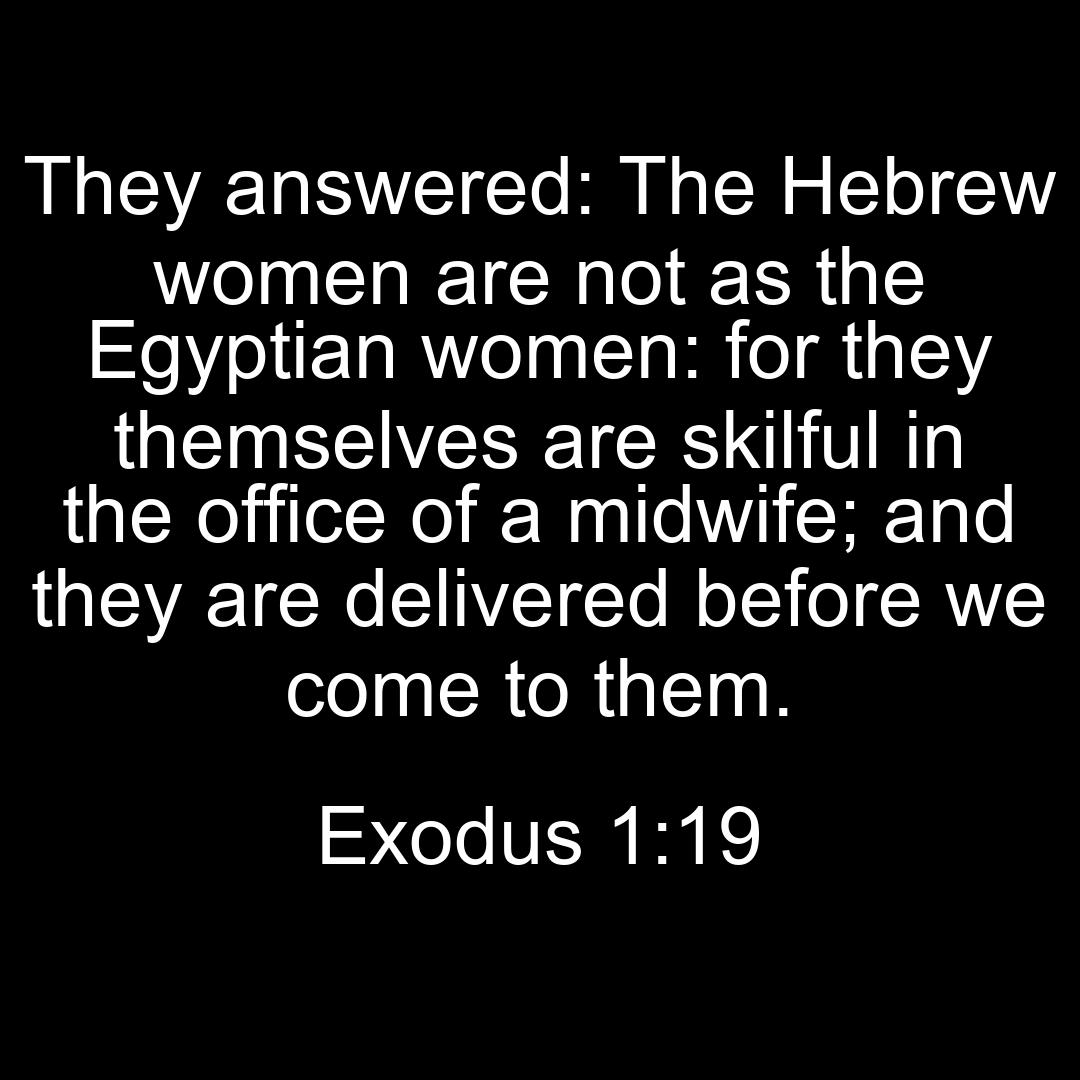 They answered: The Hebrew
women are not as the
Egyptian women: for they
themselves are skilful in
the office of a midwife; and
they are delivered before we
come to them.
Exodus 1:19